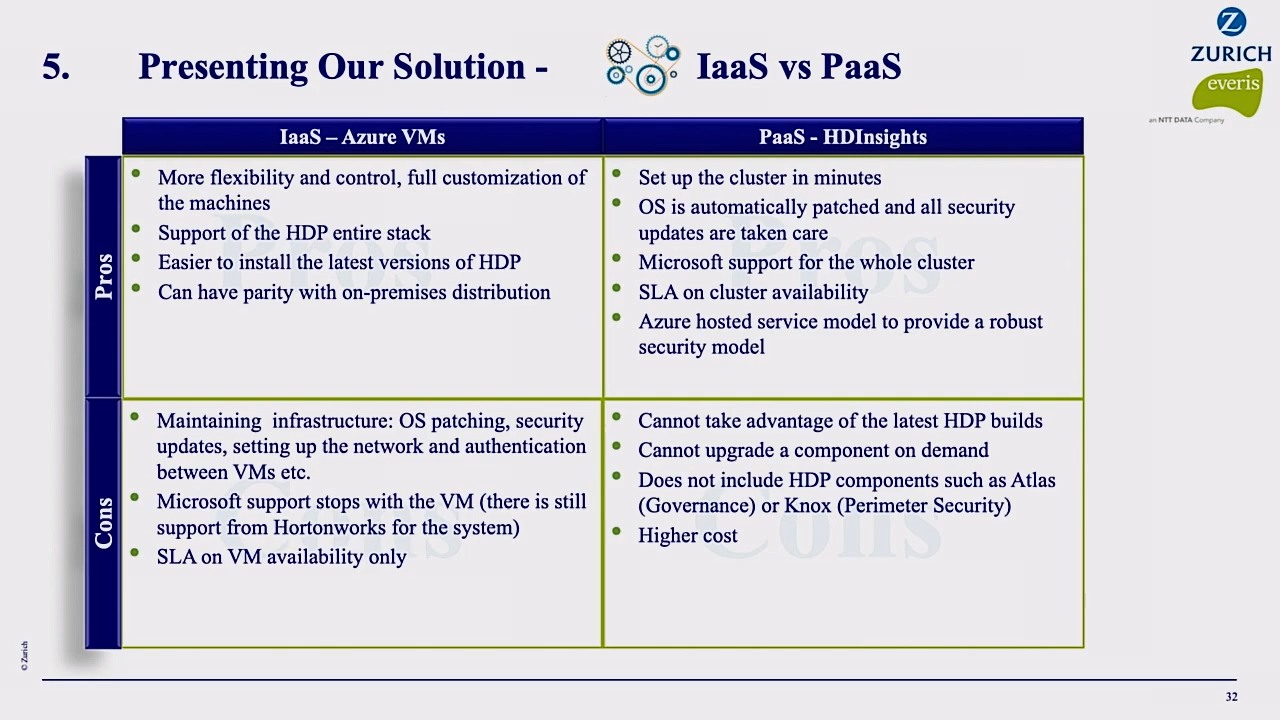 5. Presenting Our Solution - IaaS vs PaaS
Z
ZURICH
everis
an NTT DATA Company
IaaS – Azure VMs
PaaS - HDInsights
Pros
Pros
• More flexibility and control, full customization of
the machines
• Support of the HDP entire stack
• Easier to install the latest versions of HDP
• Can have parity with on-premises distribution
Pros
• Set up the cluster in minutes
• OS is automatically patched and all security
updates are taken care
• Microsoft support for the whole cluster
• SLA on cluster availability
• Azure hosted service model to provide a robust
security model
Cons
Cons
• Maintaining  infrastructure: OS patching, security
updates, setting up the network and authentication
between VMs etc.
• Microsoft support stops with the VM (there is still
support from Hortonworks for the system)
• SLA on VM availability only
Cons
• Cannot take advantage of the latest HDP builds
• Cannot upgrade a component on demand
• Does not include HDP components such as Atlas
(Governance) or Knox (Perimeter Security)
• Higher cost
© Zurich
32